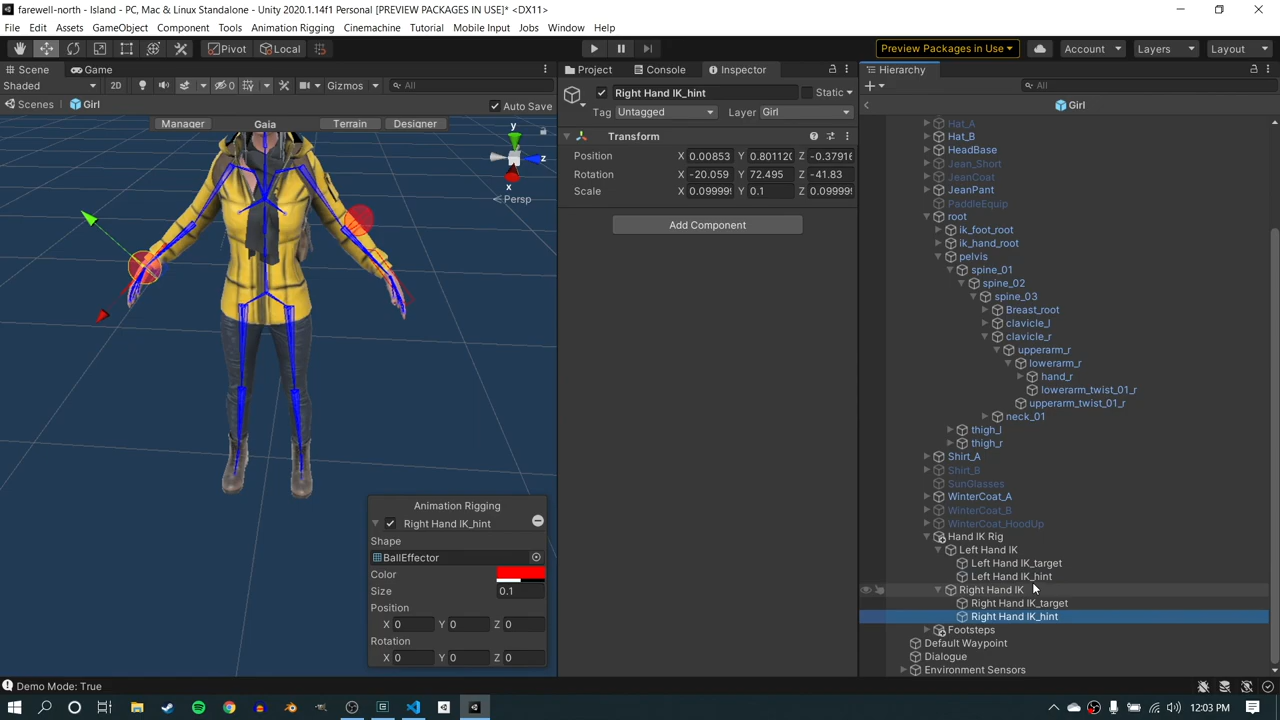 farewell-north - Island - PC, Mac & Linux Standalone - Unity 2020.1.14f1 Personal [PREVIEW PACKAGES IN USE]* <DX11>
File Edit Assets GameObject Component Tools Animation Rigging Cinemachine Tutorial Mobile Input Jobs Window Help
Pivot Local Preview Packages in Use Account Layers Layout
Scene Game Project Console Inspector Hierarchy
Shaded 2D 0 Gizmos All
Scenes Girl Auto Save
Manager Gaia Terrain Designer
y
z
x
Persp
Animation Rigging
Right Hand IK_hint
Shape
BallEffector
Color
Size 0.1
Position
X 0 Y 0 Z 0
Rotation
X 0 Y 0 Z 0
Right Hand IK_hint Static
Tag Untagged Layer Girl
Transform
Position X 0.00853 Y 0.801120 Z -0.37916
Rotation X -20.059 Y 72.495 Z -41.83
Scale X 0.09999 Y 0.1 Z 0.09999
Add Component
All
Girl
Hat_A
Hat_B
HeadBase
Jean_Short
JeanCoat
JeanPant
PaddleEquip
root
ik_foot_root
ik_hand_root
pelvis
spine_01
spine_02
spine_03
Breast_root
clavicle_l
clavicle_r
upperarm_r
lowerarm_r
hand_r
lowerarm_twist_01_r
upperarm_twist_01_r
neck_01
thigh_l
thigh_r
Shirt_A
Shirt_B
SunGlasses
WinterCoat_A
WinterCoat_B
WinterCoat_HoodUp
Hand IK Rig
Left Hand IK
Left Hand IK_target
Left Hand IK_hint
Right Hand IK
Right Hand IK_target
Right Hand IK_hint
Footsteps
Default Waypoint
Dialogue
Environment Sensors
Demo Mode: True
12:03 PM